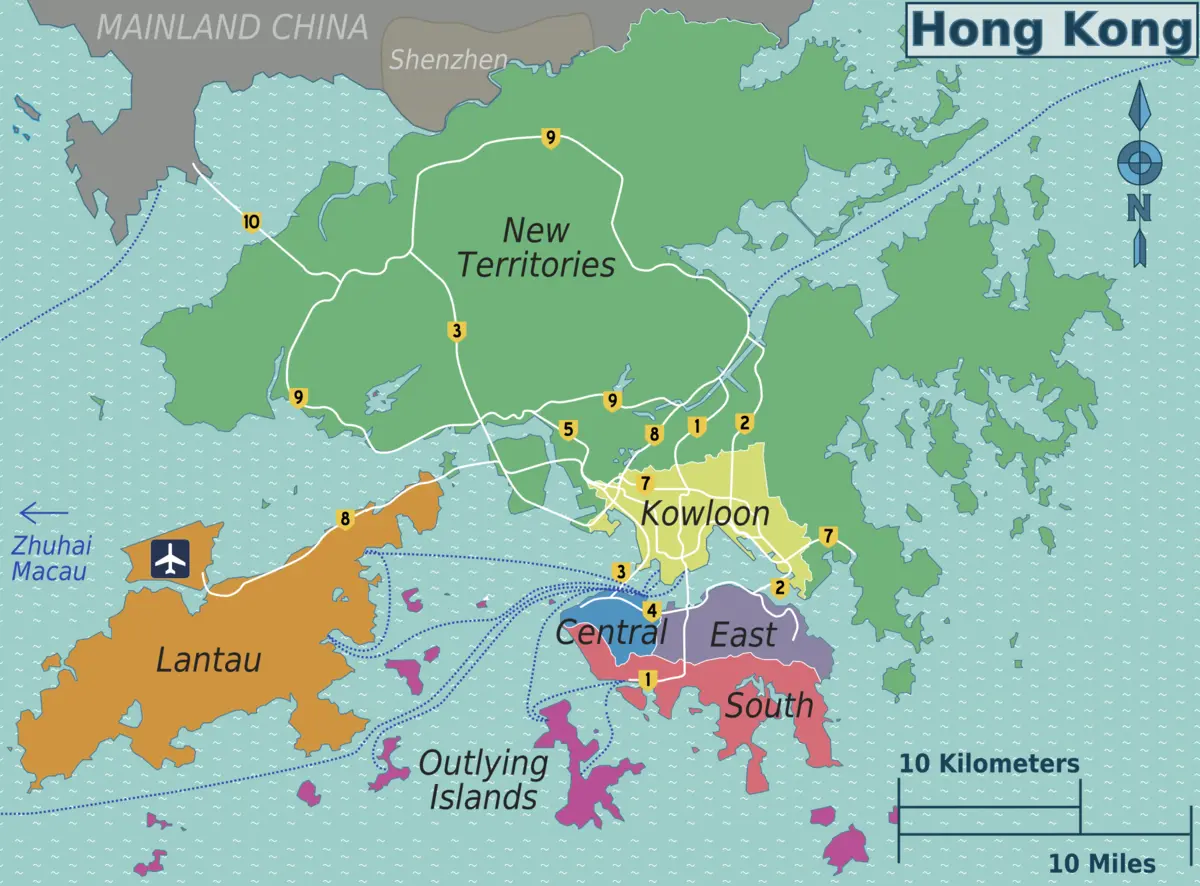 MAINLAND CHINA
Hong Kong
Shenzhen
9
N
10
New
Territories
3
9
9
5
8
1
2
7
Kowloon
8
Zhuhai
Macau
7
3
2
4
Central
East
Lantau
1
South
Outlying
Islands
10 Kilometers
10 Miles